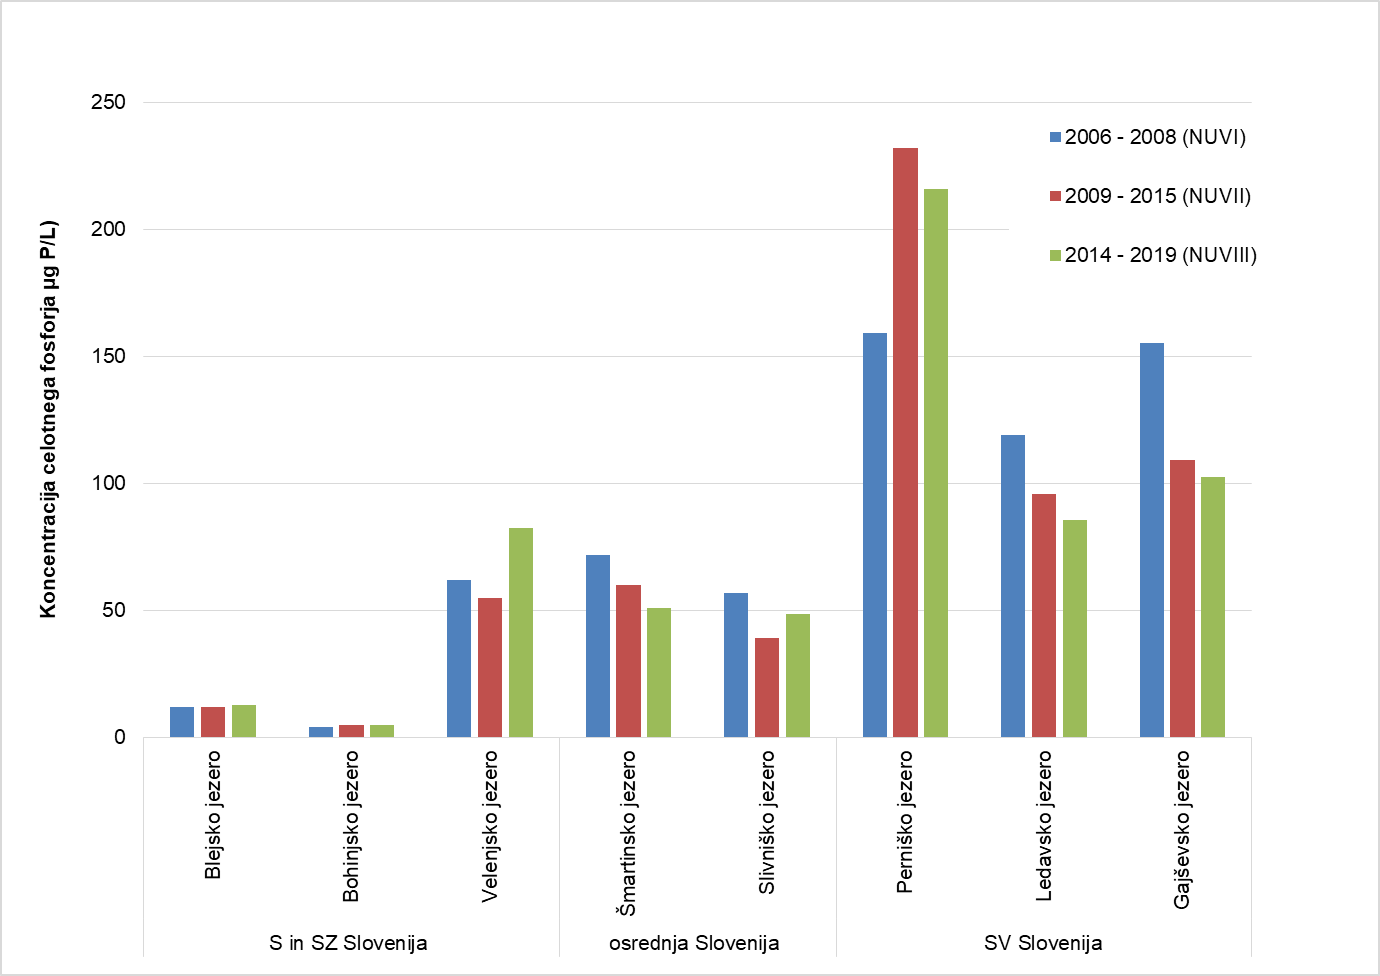 250
200
150
100
50
0
Koncentracija celotnega fosforja µg P/L)
2006 - 2008 (NUVI)
2009 - 2015 (NUVII)
2014 - 2019 (NUVIII)
Blejsko jezero
Bohinjsko jezero
Velenjsko jezero
Šmartinsko jezero
Slivniško jezero
Perniško jezero
Ledavsko jezero
Gajševsko jezero
S in SZ Slovenija
osrednja Slovenija
SV Slovenija